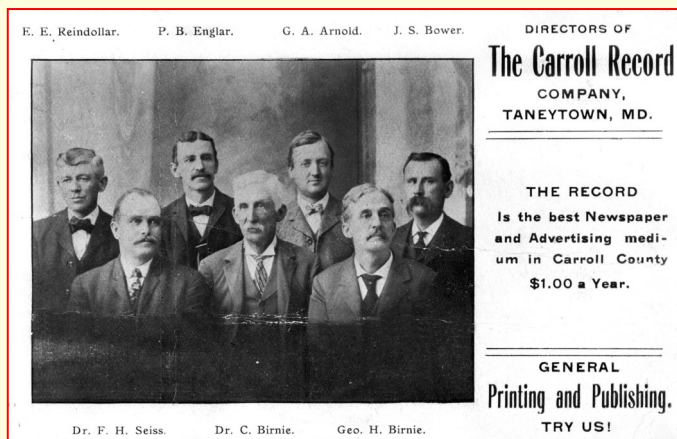 E. E. Reindollar. P. B. Englar. G. A. Arnold. J. S. Bower.
DIRECTORS OF
The Carroll Record
COMPANY,
TANEYTOWN, MD.
THE RECORD
Is the best Newspaper
and Advertising medi-
um in Carroll County
$1.00 a Year.
GENERAL
Printing and Publishing.
TRY US!
Dr. F. H. Seiss. Dr. C. Birnie. Geo. H. Birnie.